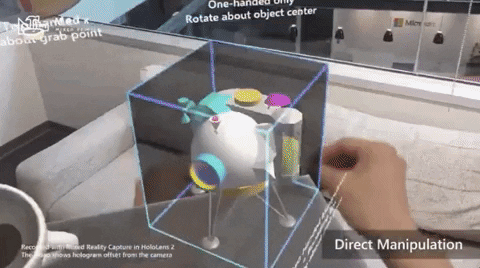 One-handed only
Rotate about object center
about grab point
Microsoft
Direct Manipulation
Recorded with Mixed Reality Capture in HoloLens 2
The video shows hologram offset from the camera